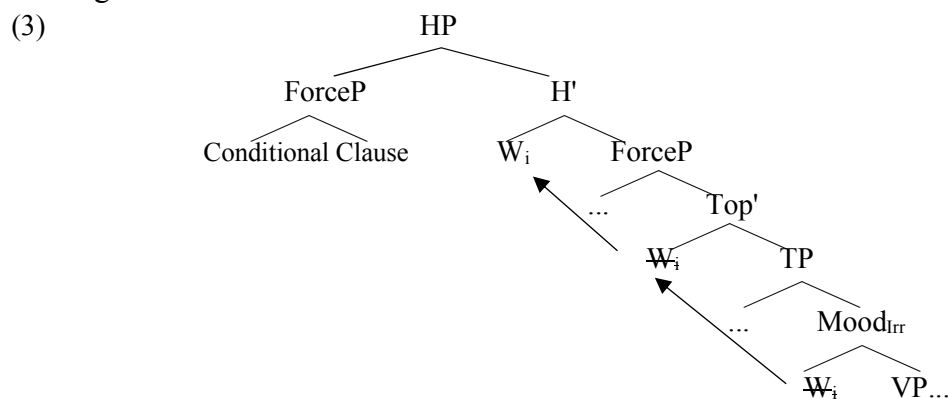 (3) HP
ForceP H'
Conditional Clause Wi ForceP
... Top'
Wi TP
... MoodIrr
Wi VP...